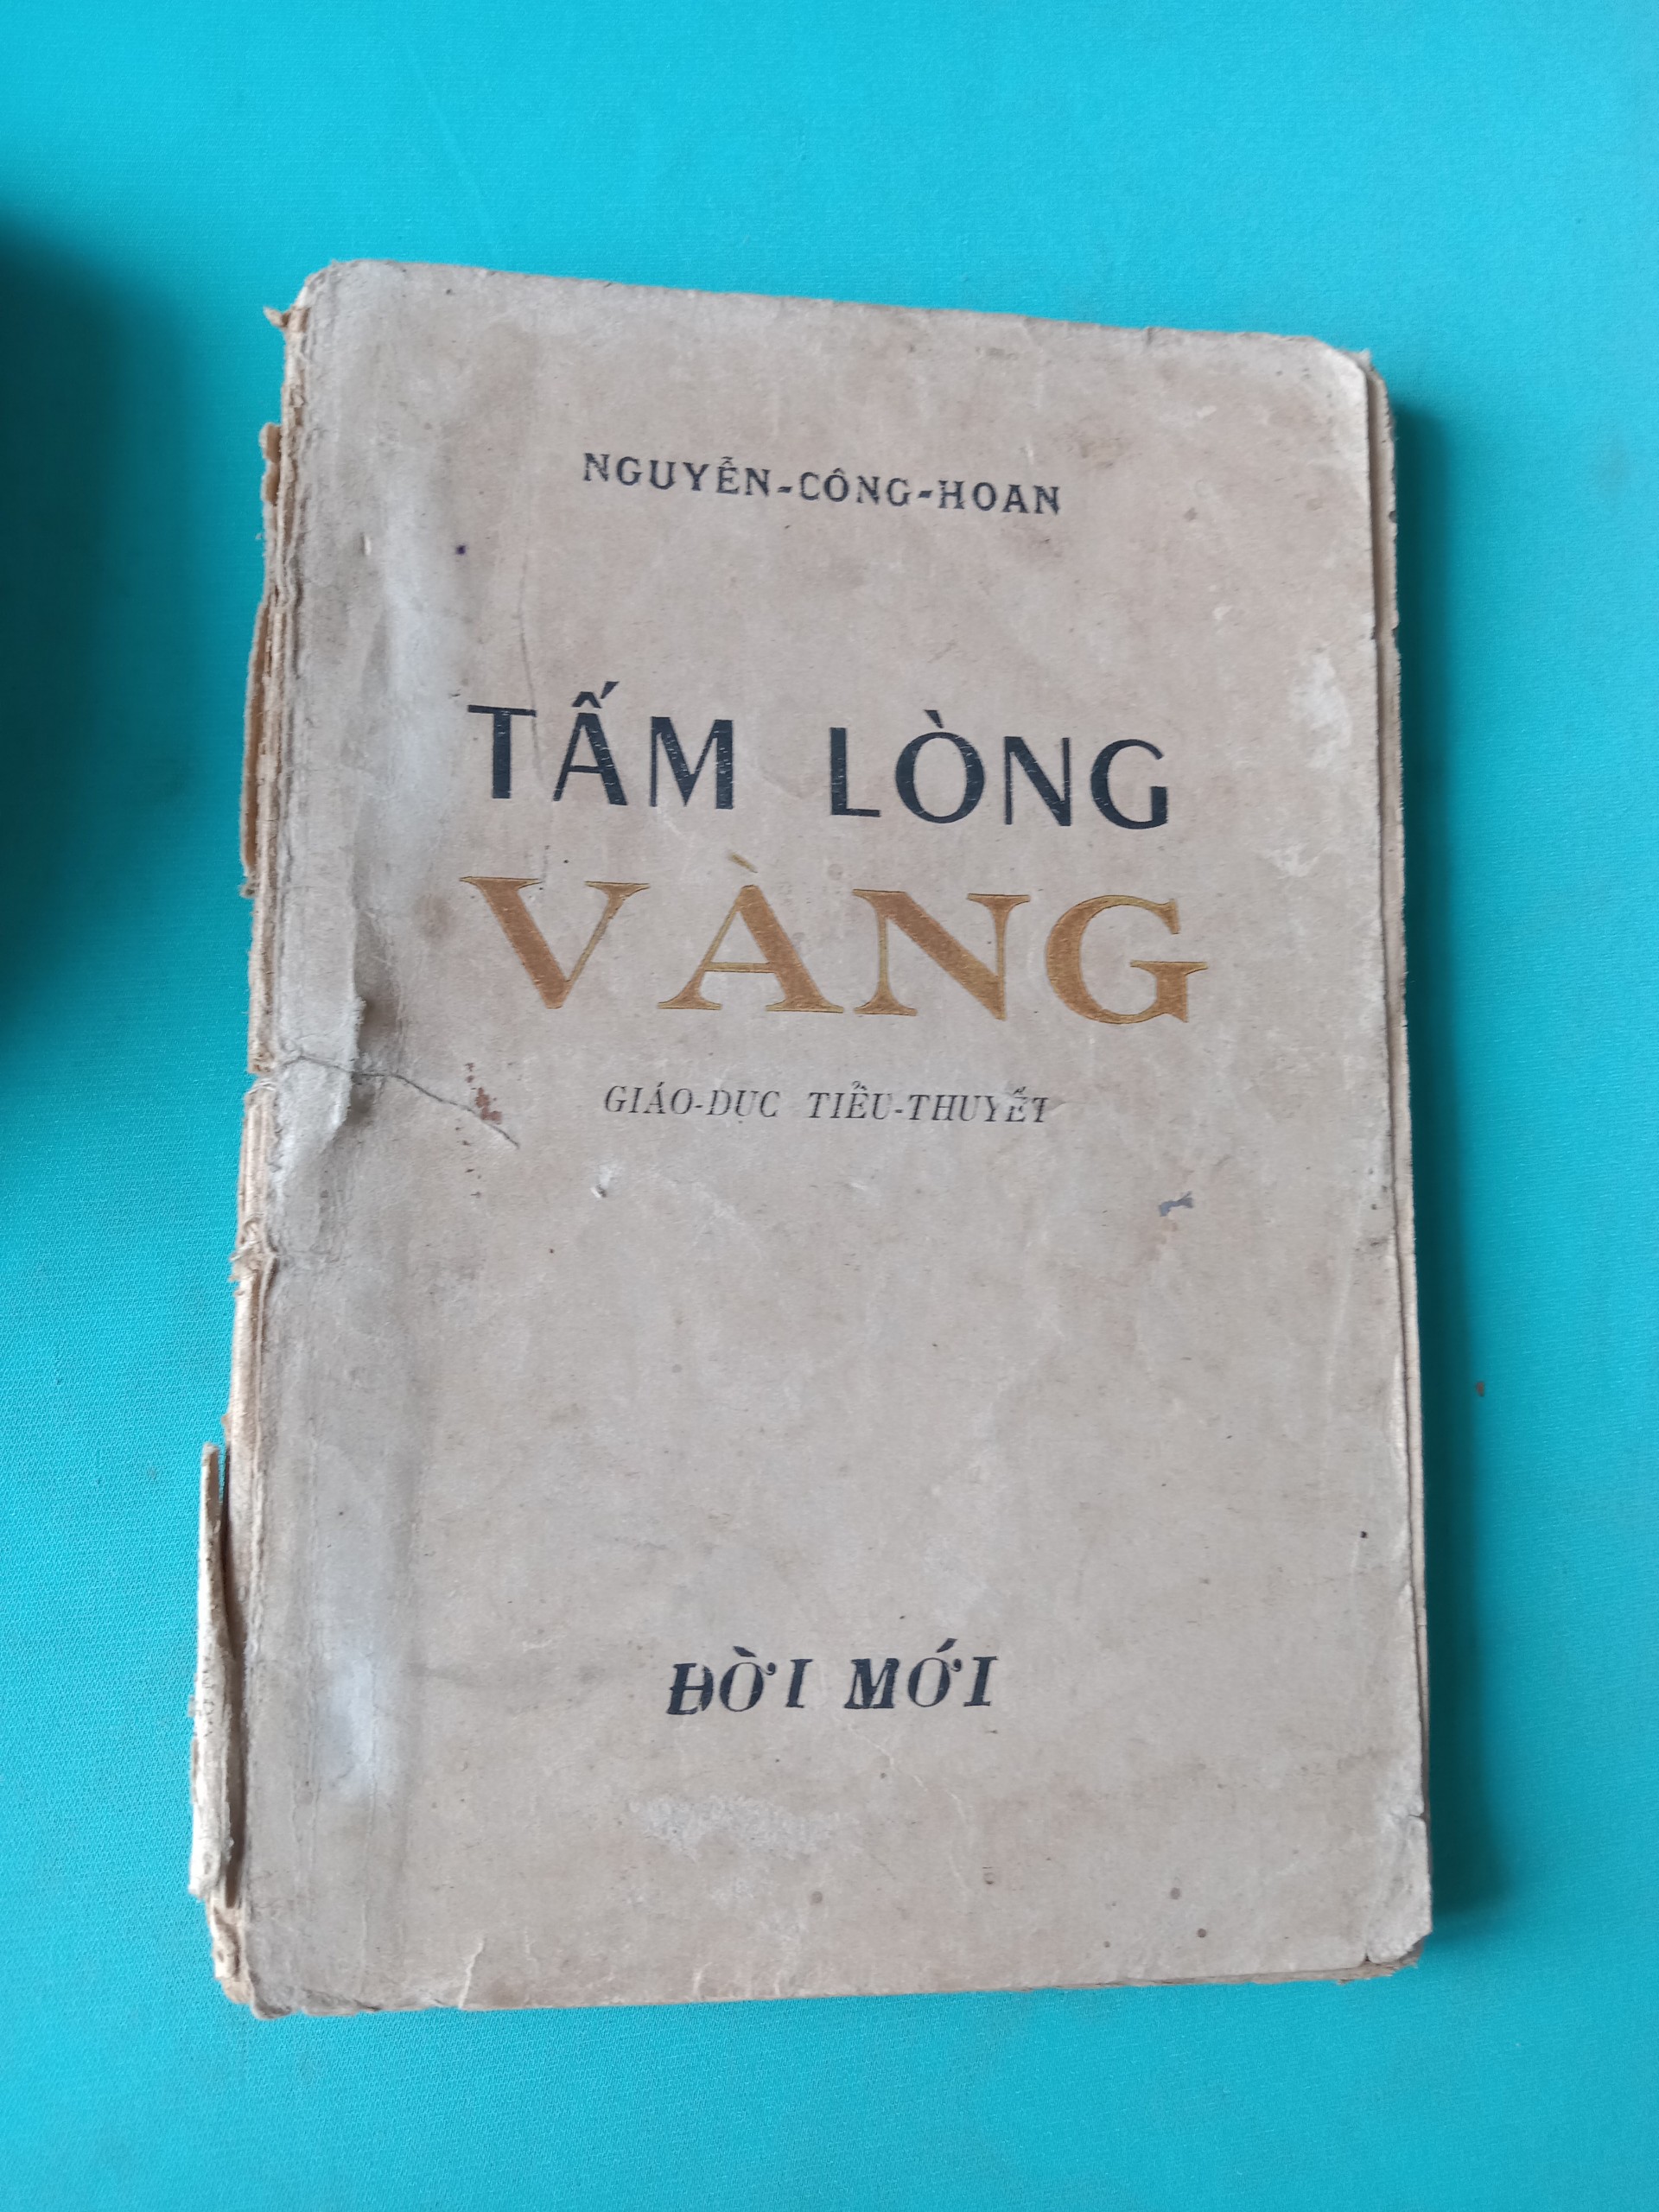 NGUYỄN-CÔNG-HOAN
TẤM LÒNG
VÀNG
GIÁO-DỤC TIỂU-THUYẾT
ĐỜI MỚI